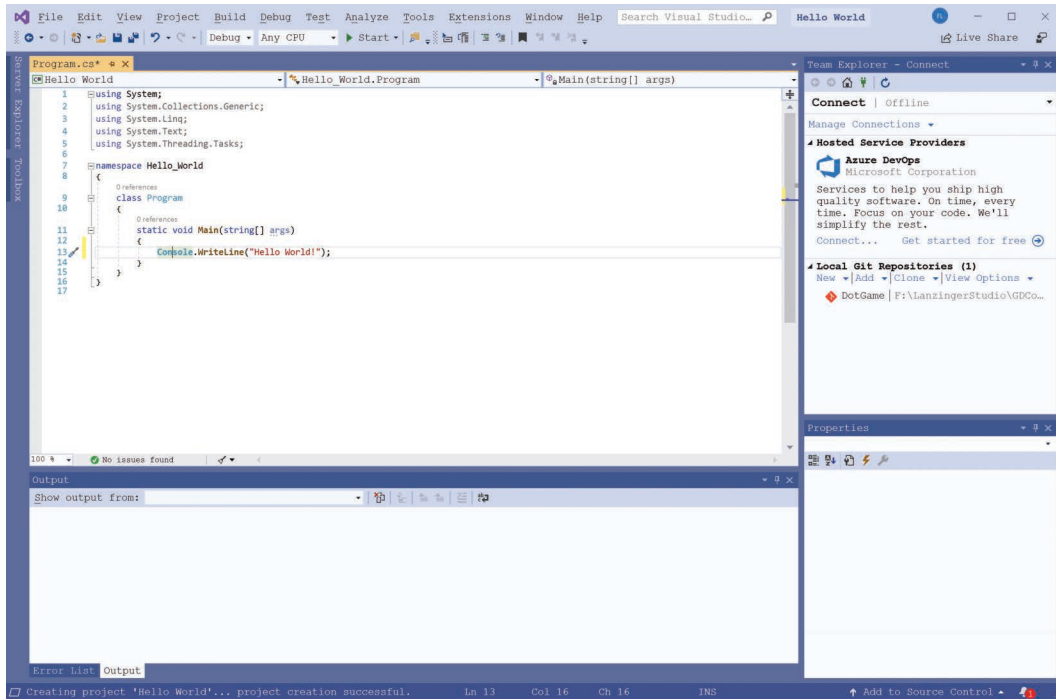 File Edit View Project Build Debug Test Analyze Tools Extensions Window Help Search Visual Studio… Hello World
Debug Any CPU Start Live Share
Server Explorer
Toolbox
Program.cs*
Hello World Hello_World.Program Main(string[] args)
1 using System;
2 using System.Collections.Generic;
3 using System.Linq;
4 using System.Text;
5 using System.Threading.Tasks;
6
7 namespace Hello_World
8 {
0 references
9 class Program
10 {
0 references
11 static void Main(string[] args)
12 {
13 Console.WriteLine("Hello World!");
14 }
15 }
16 }
17
100 % No issues found
Output
Show output from:
Error List Output
Team Explorer - Connect
Connect | Offline
Manage Connections
Hosted Service Providers
Azure DevOps
Microsoft Corporation
Services to help you ship high
quality software. On time, every
time. Focus on your code. We'll
simplify the rest.
Connect... Get started for free
Local Git Repositories (1)
New Add Clone View Options
DotGame F:\LanzingerStudio\GDCo…
Properties
Creating project 'Hello World'... project creation successful. Ln 13 Col 16 Ch 16 INS Add to Source Control 1